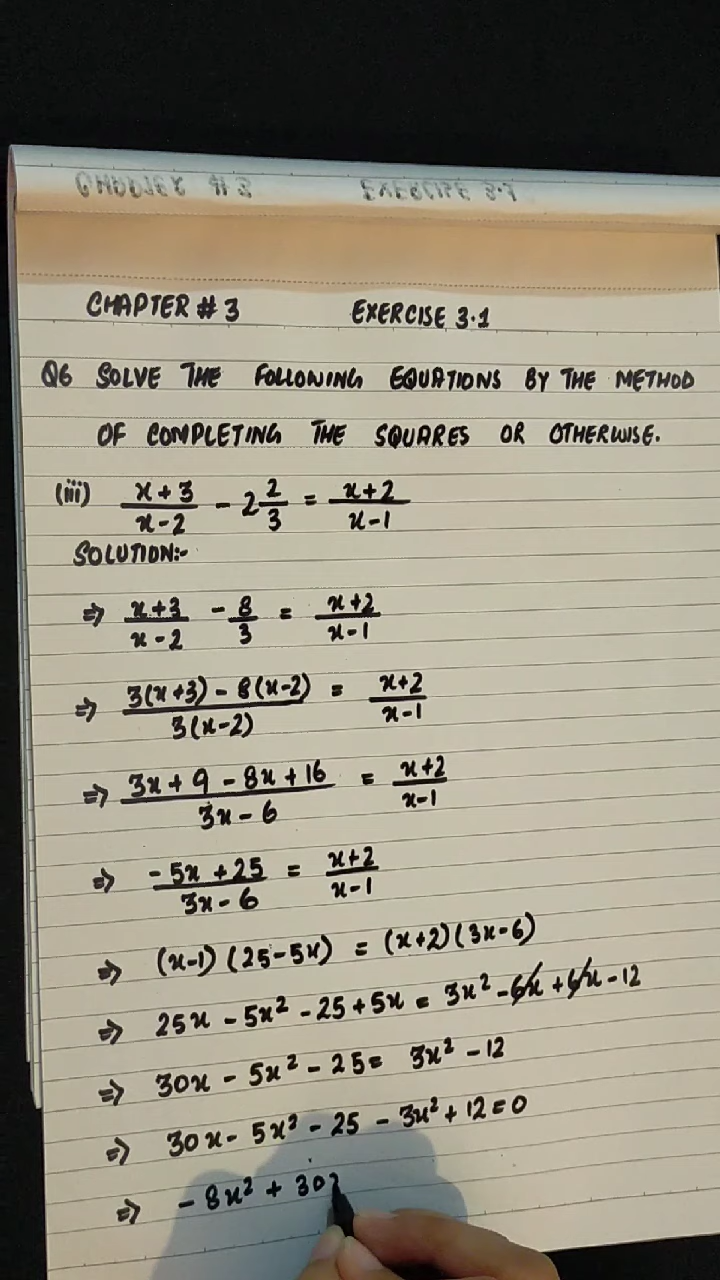 CHAPTER # 3 EXERCISE 3.1
Q6 SOLVE THE FOLLOWING EQUATIONS BY THE METHOD
OF COMPLETING THE SQUARES OR OTHERWISE.
(iii) (x+3)/(x-2) - 2 2/3 = (x+2)/(x-1)
SOLUTION:-
⇒ (x+3)/(x-2) - 8/3 = (x+2)/(x-1)
⇒ (3(x+3) - 8(x-2))/(3(x-2)) = (x+2)/(x-1)
⇒ (3x + 9 - 8x + 16)/(3x - 6) = (x+2)/(x-1)
⇒ (-5x + 25)/(3x - 6) = (x+2)/(x-1)
⇒ (x-1)(25-5x) = (x+2)(3x-6)
⇒ 25x - 5x² - 25 + 5x = 3x² - 6x + 6x - 12
⇒ 30x - 5x² - 25 = 3x² - 12
⇒ 30x - 5x² - 25 - 3x² + 12 = 0
⇒ - 8x² + 30